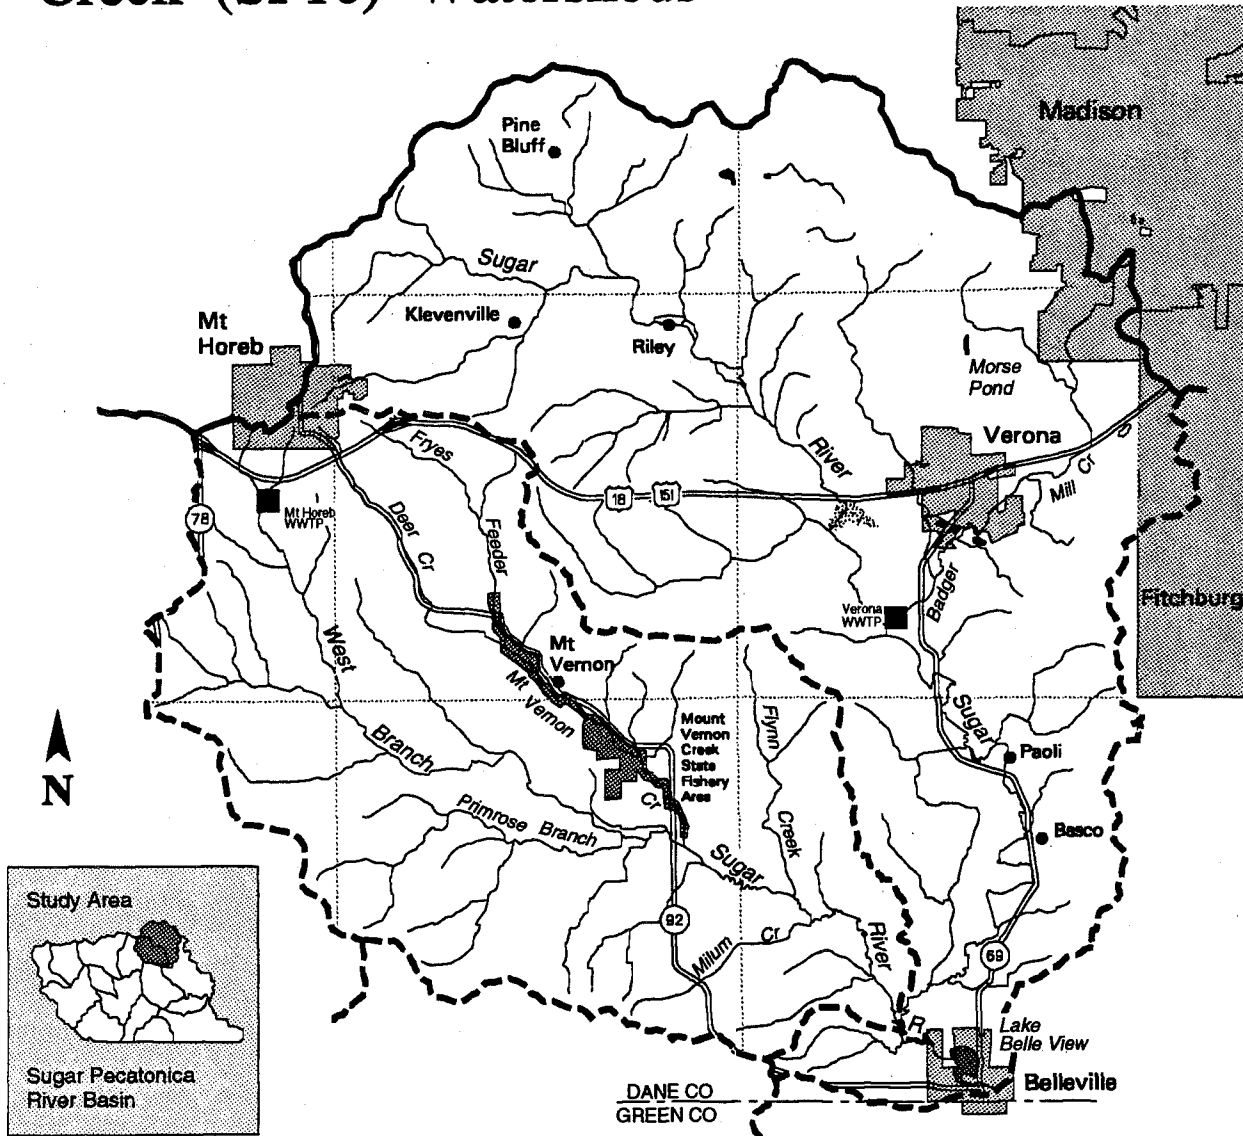 Creek (SP16) Watersheds
Madison
Pine
Bluff
Sugar
Klevenville
Riley
Mt
Horeb
Morse
Pond
Verona
River
Fryes
Feeder
Mill
Cr
18
151
78
Mt Horeb
WWTP
Deer Cr
Badger
Verona
WWTP
Fitchburg
West
Branch
Mt
Vernon
Mt Vernon
Cr
Mount
Vernon
Creek
State
Fishery
Area
Flynn
Creek
Sugar
Paoli
Basco
N
Primrose Branch
Sugar
River
92
Milum Cr
69
R
Lake
Belle View
Belleville
DANE CO
GREEN CO
Study Area
Sugar Pecatonica
River Basin